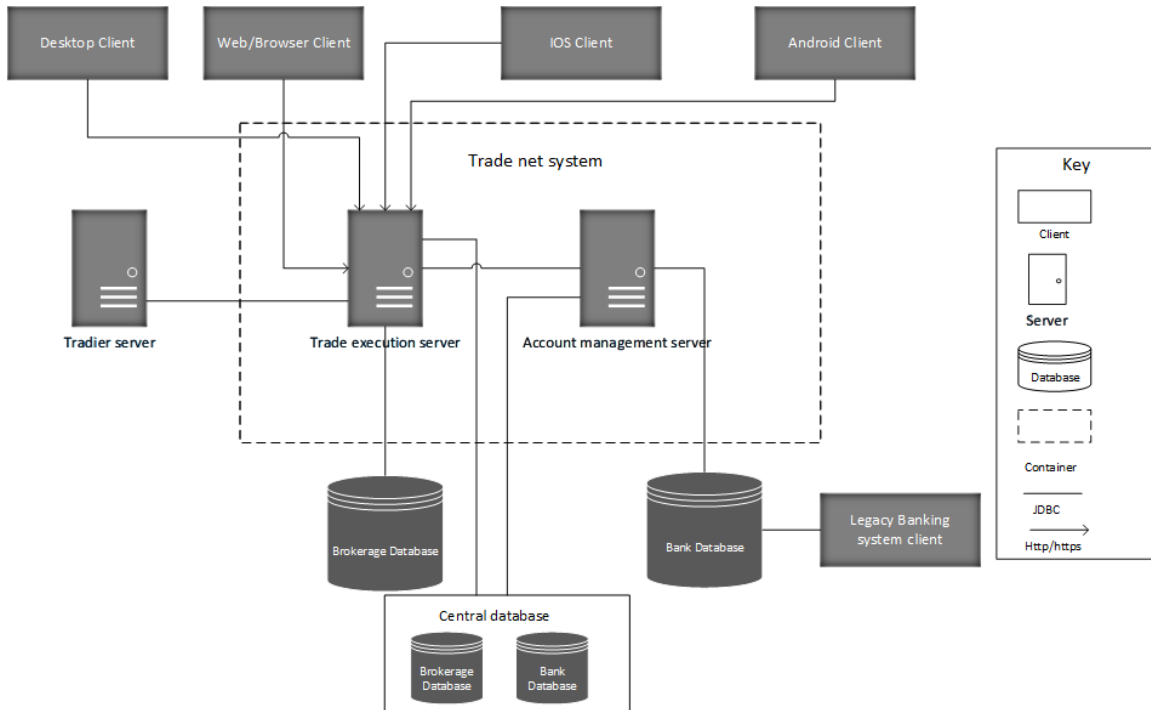 Desktop Client
Web/Browser Client
IOS Client
Android Client
Trade net system
Key
Client
Server
Database
Container
JDBC
Http/https
Tradier server
Trade execution server
Account management server
Brokerage Database
Bank Database
Legacy Banking
system client
Central database
Brokerage
Database
Bank
Database